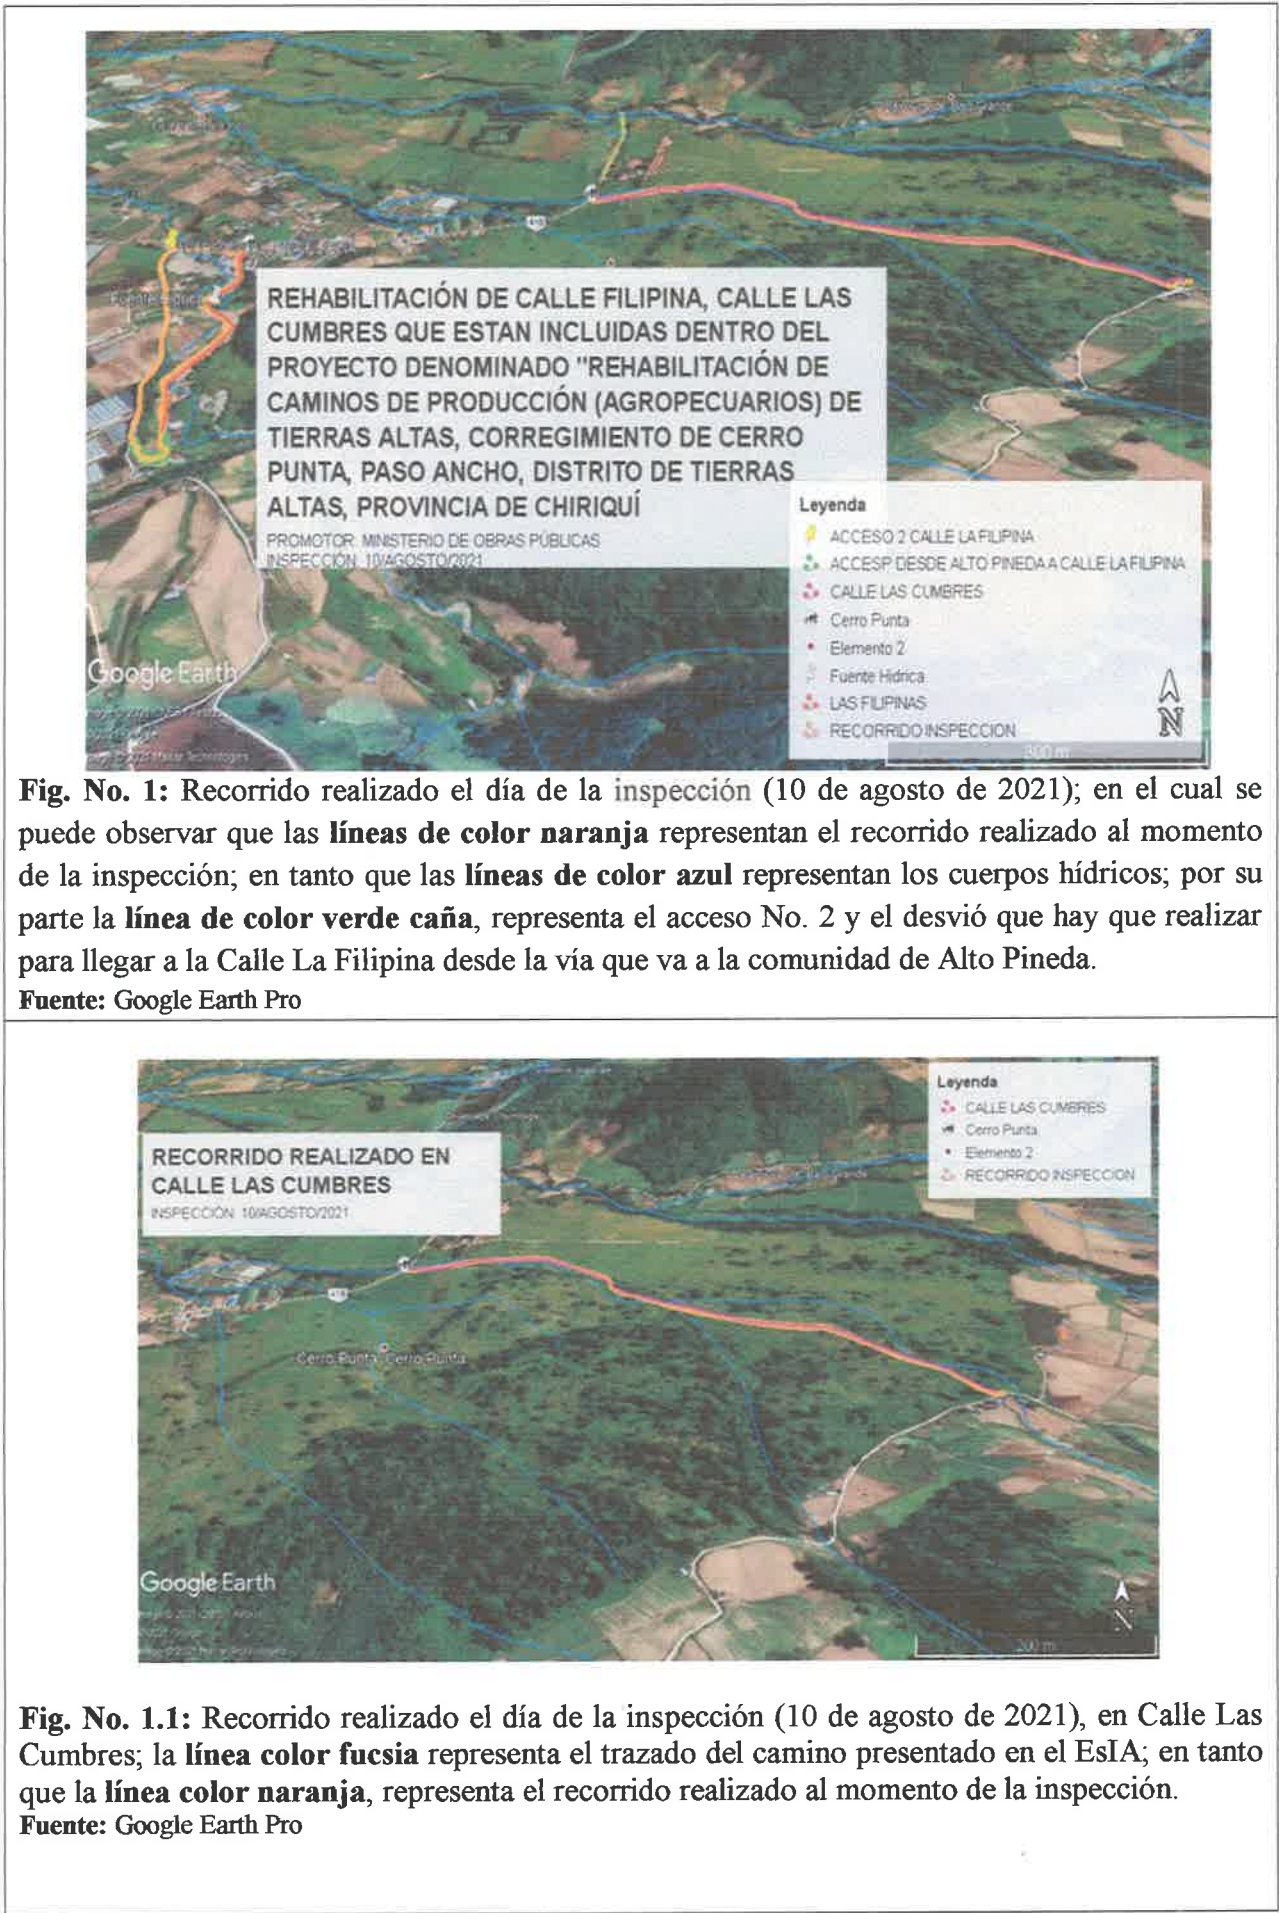 REHABILITACIÓN DE CALLE FILIPINA, CALLE LAS
CUMBRES QUE ESTAN INCLUIDAS DENTRO DEL
PROYECTO DENOMINADO "REHABILITACIÓN DE
CAMINOS DE PRODUCCIÓN (AGROPECUARIOS) DE
TIERRAS ALTAS, CORREGIMIENTO DE CERRO
PUNTA, PASO ANCHO, DISTRITO DE TIERRAS
ALTAS, PROVINCIA DE CHIRIQUÍ
PROMOTOR: MINISTERIO DE OBRAS PÚBLICAS
INSPECCIÓN: 10/AGOSTO/2021
Leyenda
ACCESO 2 CALLE LA FILIPINA
ACCESP DESDE ALTO PINEDA A CALLE LA FILIPINA
CALLE LAS CUMBRES
Cerro Punta
Elemento 2
Fuente Hidrica
LAS FILIPINAS
RECORRIDO INSPECCION
N
300 m
Google Earth
Fig. No. 1: Recorrido realizado el día de la inspección (10 de agosto de 2021); en el cual se
puede observar que las líneas de color naranja representan el recorrido realizado al momento
de la inspección; en tanto que las líneas de color azul representan los cuerpos hídricos; por su
parte la línea de color verde caña, representa el acceso No. 2 y el desvió que hay que realizar
para llegar a la Calle La Filipina desde la vía que va a la comunidad de Alto Pineda.
Fuente: Google Earth Pro
RECORRIDO REALIZADO EN
CALLE LAS CUMBRES
INSPECCIÓN: 10/AGOSTO/2021
Leyenda
CALLE LAS CUMBRES
Cerro Punta
Elemento 2
RECORRIDO INSPECCION
Cerro Punta, Cerro Punta
Google Earth
N
200 m
Fig. No. 1.1: Recorrido realizado el día de la inspección (10 de agosto de 2021), en Calle Las
Cumbres; la línea color fucsia representa el trazado del camino presentado en el EsIA; en tanto
que la línea color naranja, representa el recorrido realizado al momento de la inspección.
Fuente: Google Earth Pro